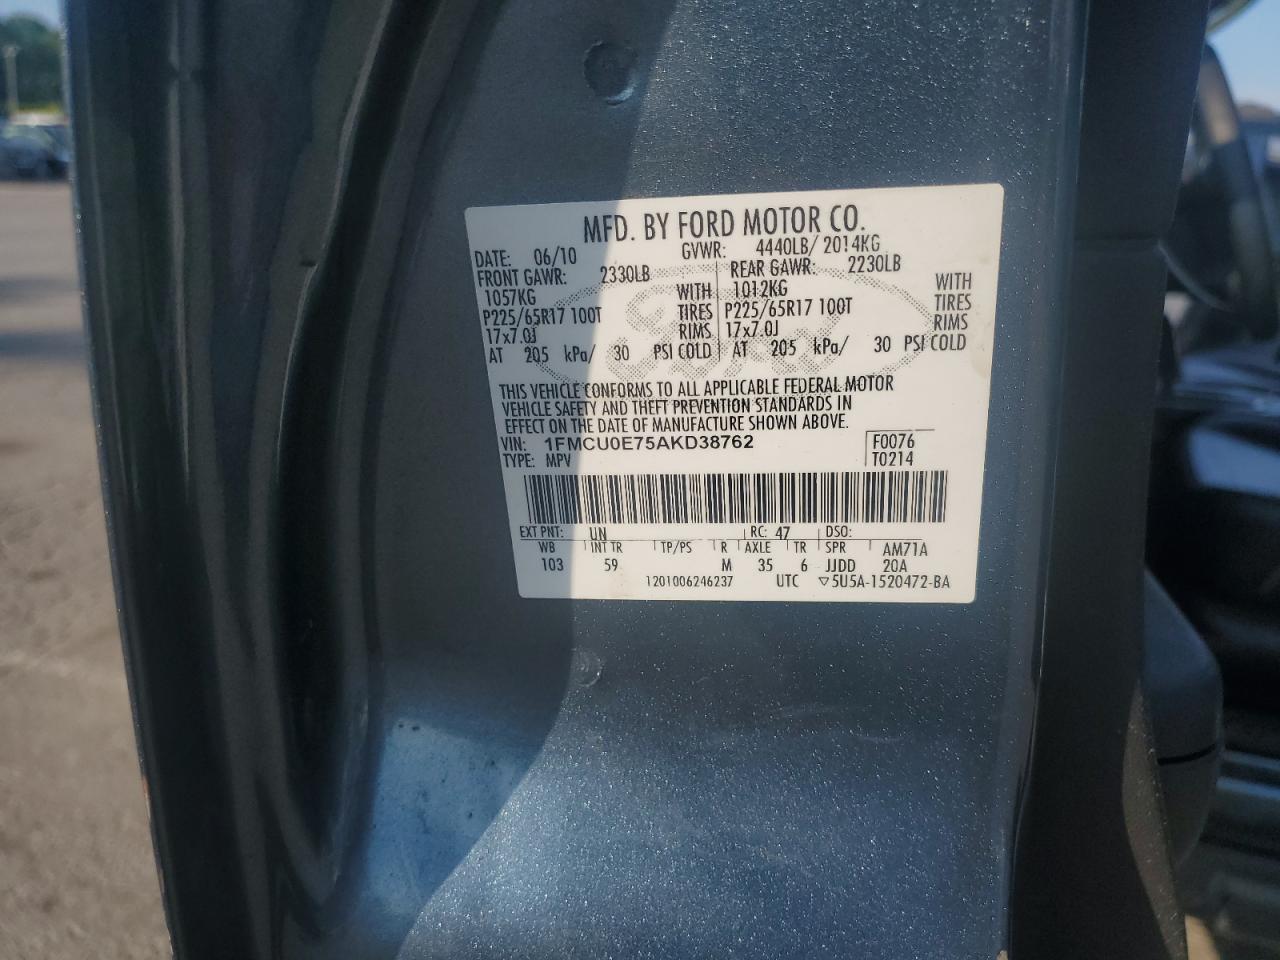 MFD. BY FORD MOTOR CO.
DATE: 06/10 GVWR: 4440LB/ 2014KG
FRONT GAWR: 2330LB REAR GAWR: 2230LB
1057KG WITH 1012KG WITH
P225/65R17 100T TIRES P225/65R17 100T TIRES
17x7.0J RIMS 17x7.0J RIMS
AT 205 kPa/ 30 PSI COLD AT 205 kPa/ 30 PSI COLD
THIS VEHICLE CONFORMS TO ALL APPLICABLE FEDERAL MOTOR
VEHICLE SAFETY AND THEFT PREVENTION STANDARDS IN
EFFECT ON THE DATE OF MANUFACTURE SHOWN ABOVE.
VIN: 1FMCU0E75AKD38762 F0076
TYPE: MPV T0214
EXT PNT: UN RC: 47 DSO:
WB INT TR TP/PS R AXLE TR SPR AM71A
103 59 M 35 6 JJDD 20A
1201006246237 UTC ▽5U5A-1520472-BA